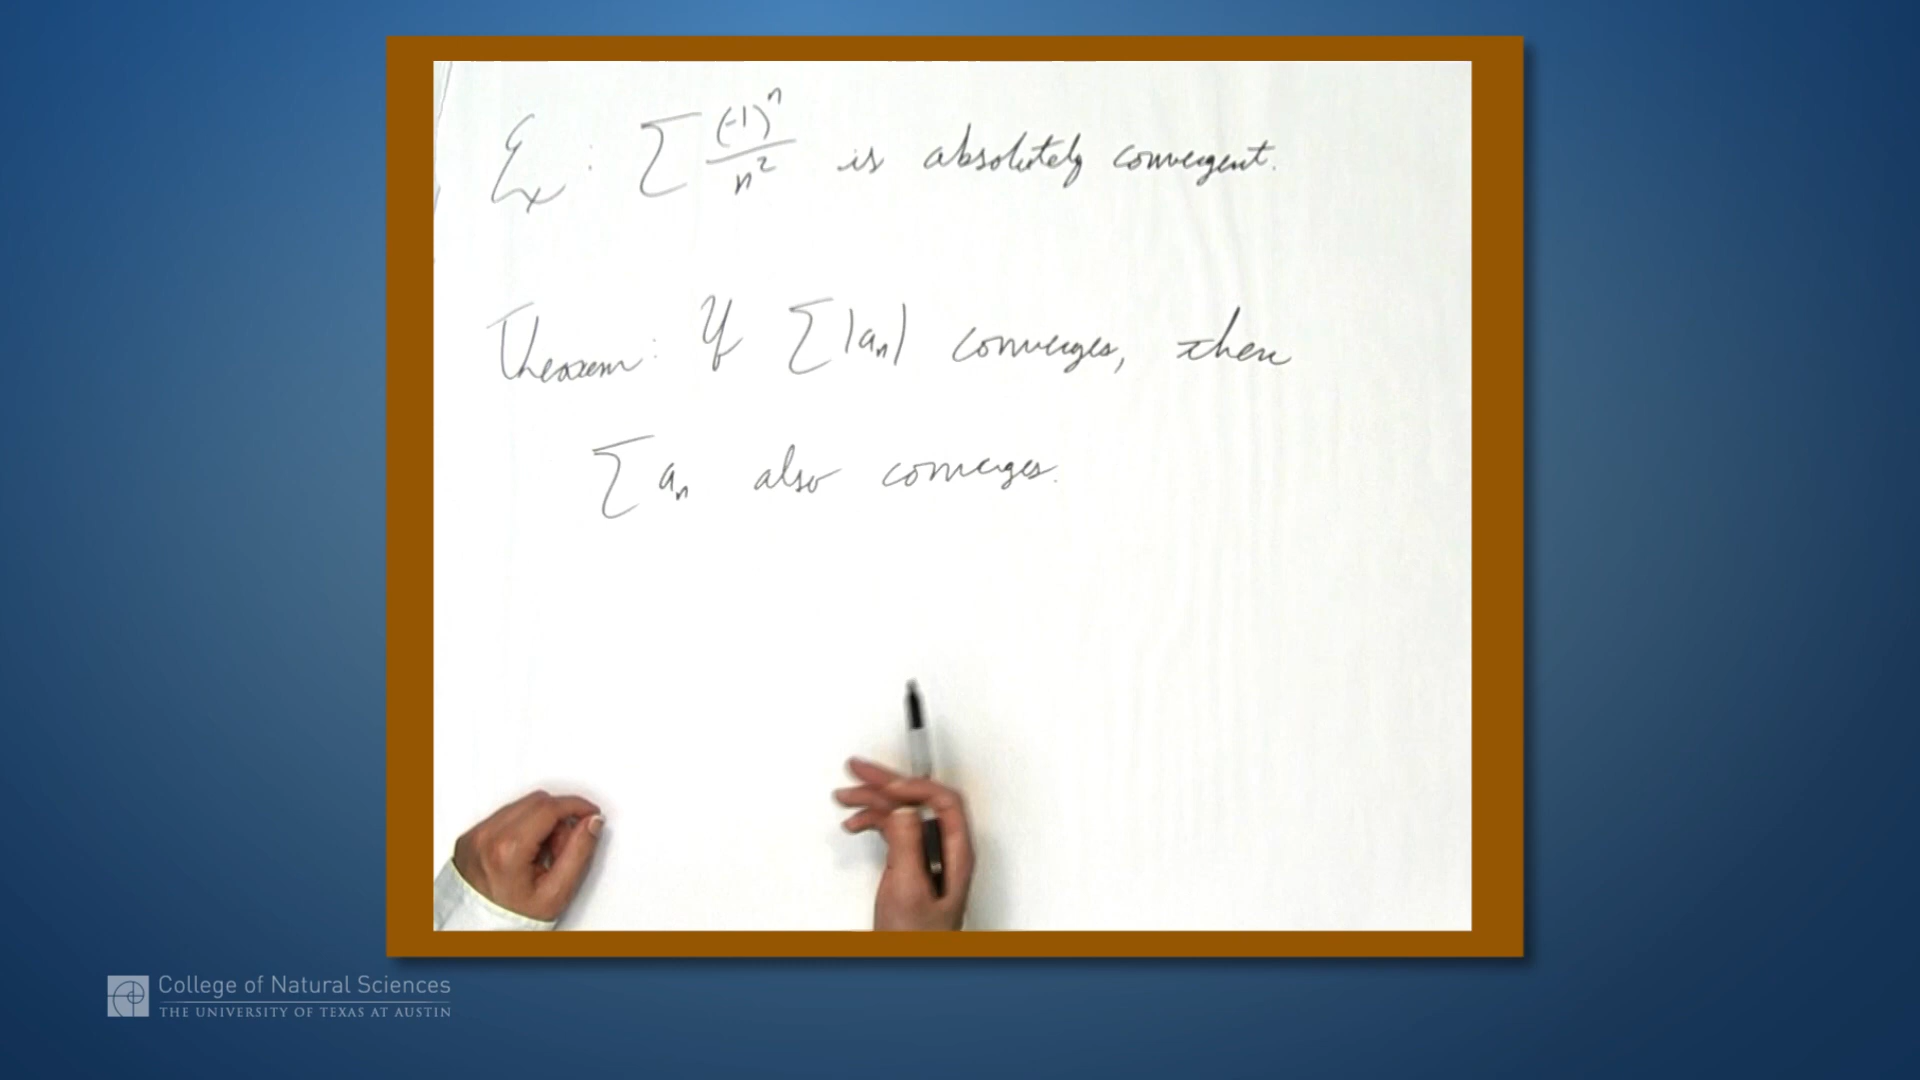 Ex: ∑ (-1)^n / n^2 is absolutely convergent.
Theorem: If ∑ |a_n| converges, then
∑ a_n also converges.
College of Natural Sciences
THE UNIVERSITY OF TEXAS AT AUSTIN